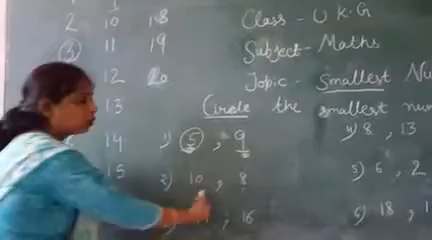 2 10 18 Class - U K G
3 11 19 Subject - Maths
12 20 Topic - Smallest
13 Circle the smallest
14 1) 5 , 9 4) 8 , 13
15 2) 10 , 8 5) 6 , 2
, 16 6) 18 ,